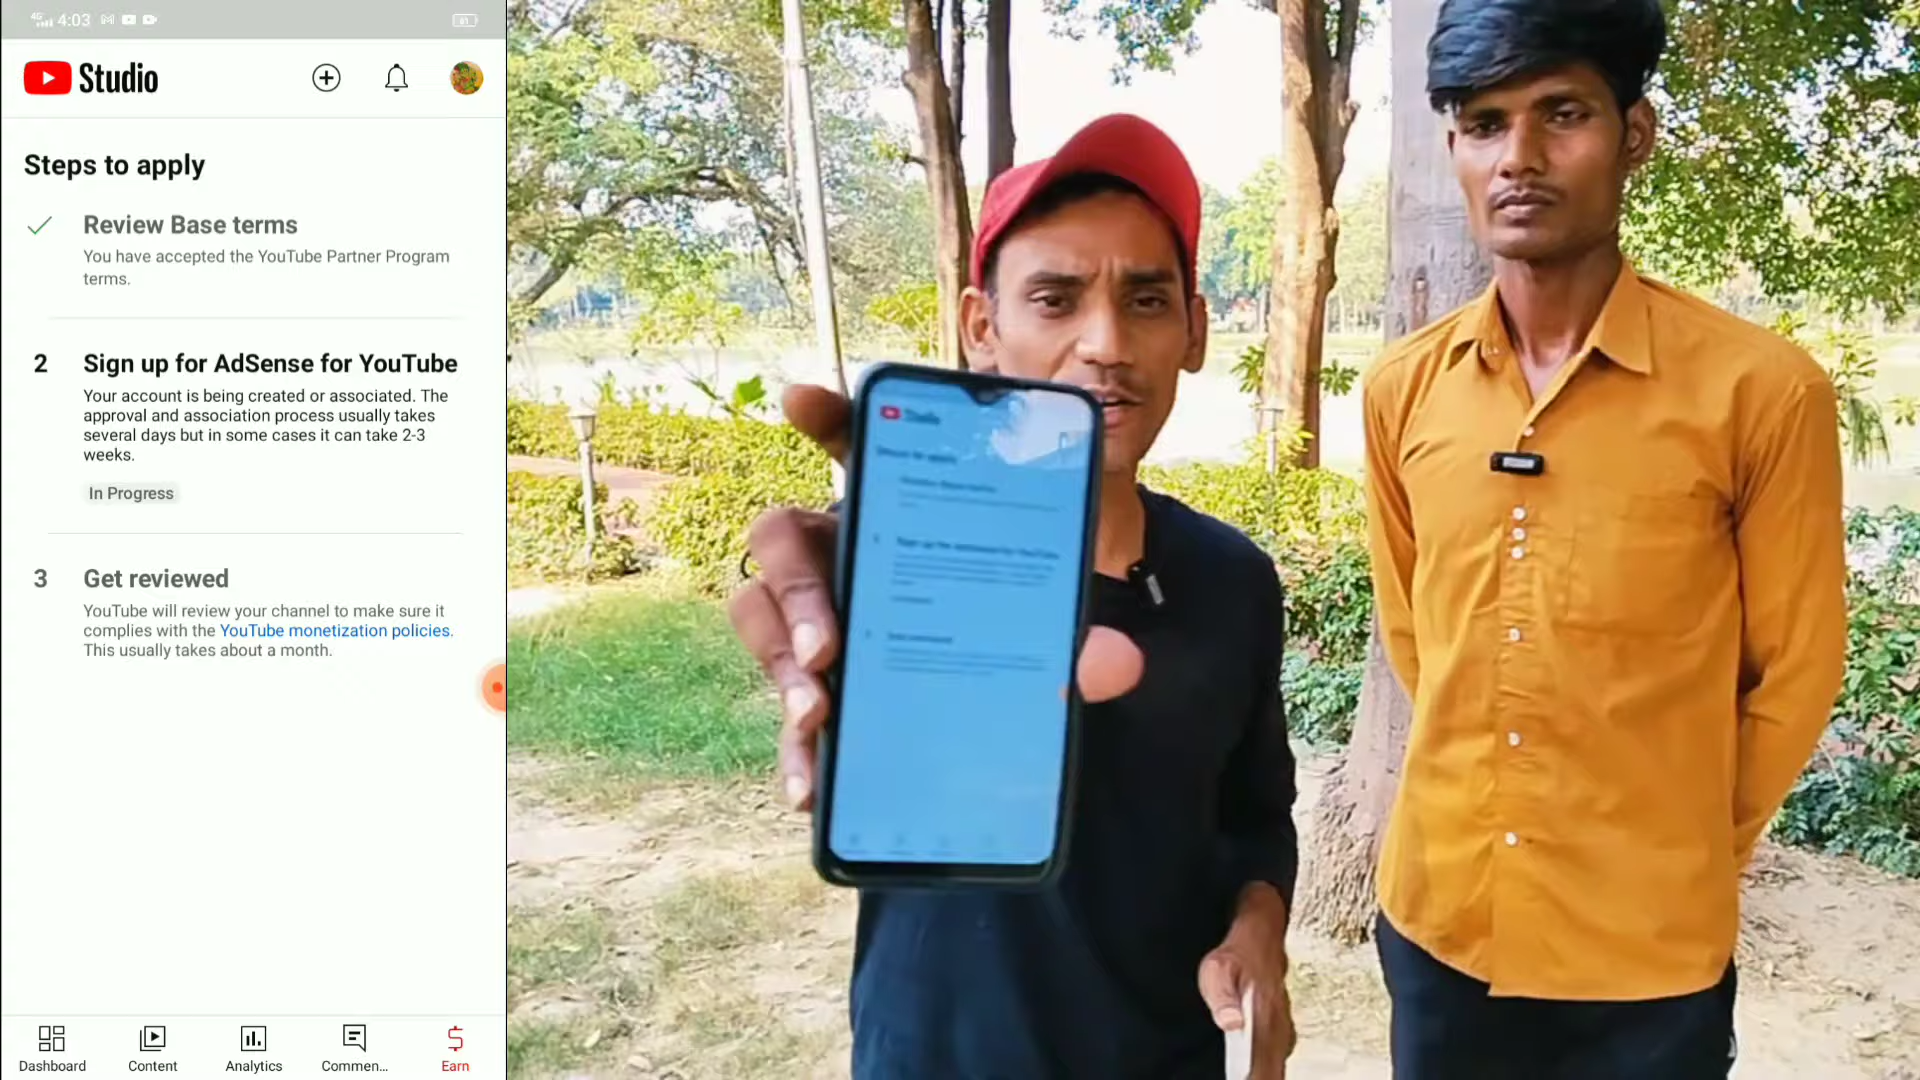 4G 4:03 81
Studio
Steps to apply
Review Base terms
You have accepted the YouTube Partner Program
terms.
2 Sign up for AdSense for YouTube
Your account is being created or associated. The
approval and association process usually takes
several days but in some cases it can take 2-3
weeks.
In Progress
3 Get reviewed
YouTube will review your channel to make sure it
complies with the YouTube monetization policies.
This usually takes about a month.
Dashboard Content Analytics Commen... Earn
Studio